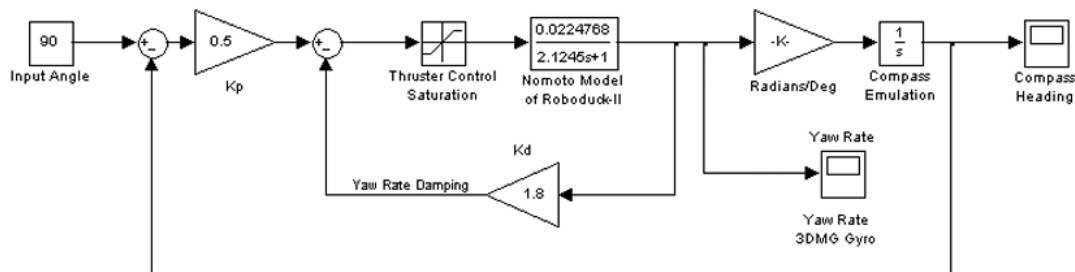 90
Input Angle
0.5
Kp
Thruster Control
Saturation
0.0224768
2.1245s+1
Nomoto Model
of Roboduck-II
-K-
Radians/Deg
1
s
Compass
Emulation
Compass
Heading
Kd
1.8
Yaw Rate Damping
Yaw Rate
Yaw Rate
3DMG Gyro